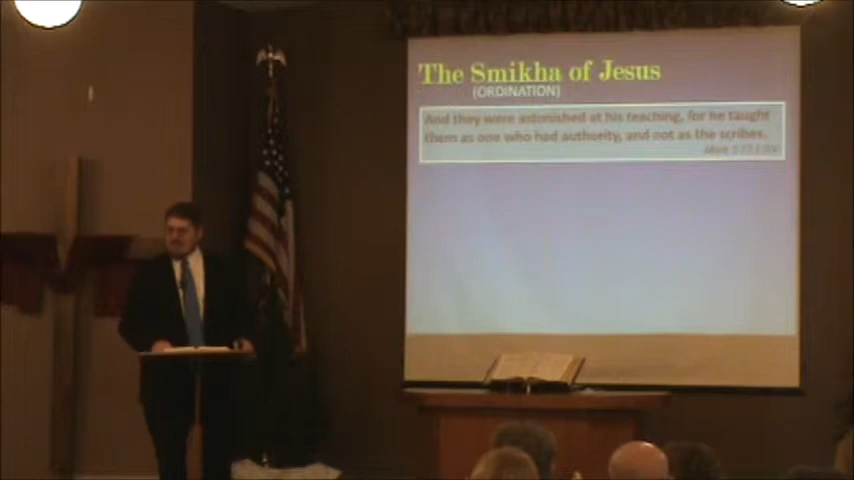 The Smikha of Jesus
(ORDINATION)
And they were astonished at his teaching, for he taught
them as one who had authority, and not as the scribes.